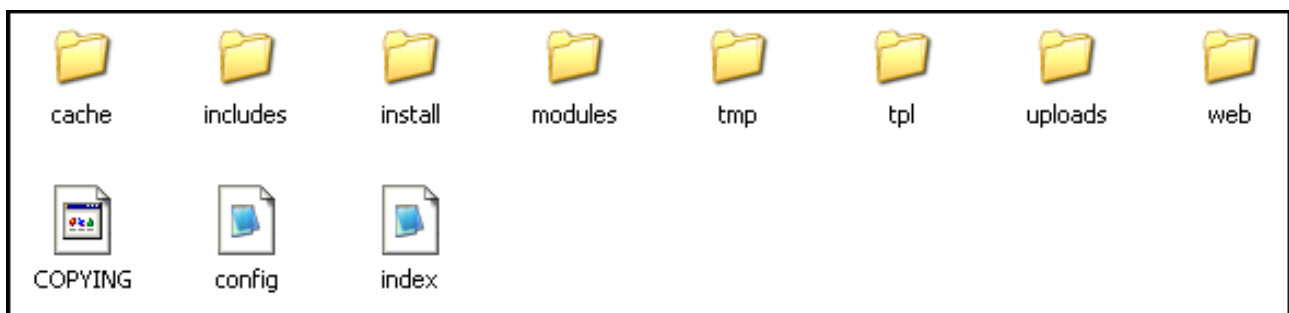 cache includes install modules tmp tpl uploads web
COPYING config index